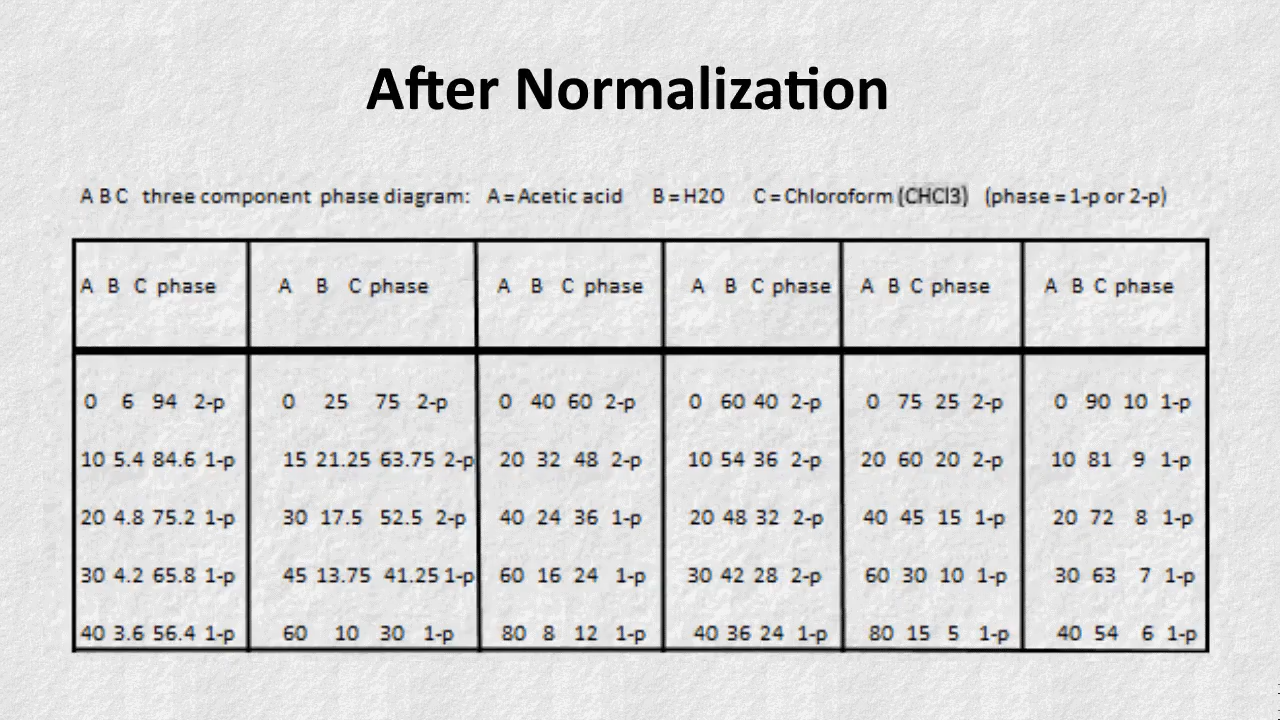 After Normalization
A B C three component phase diagram: A = Acetic acid B = H2O C = Chloroform (CHCl3) (phase = 1-p or 2-p)
A B C phase A B C phase A B C phase A B C phase A B C phase A B C phase
0 6 94 2-p 0 25 75 2-p 0 40 60 2-p 0 60 40 2-p 0 75 25 2-p 0 90 10 1-p
10 5.4 84.6 1-p 15 21.25 63.75 2-p 20 32 48 2-p 10 54 36 2-p 20 60 20 2-p 10 81 9 1-p
20 4.8 75.2 1-p 30 17.5 52.5 2-p 40 24 36 1-p 20 48 32 2-p 40 45 15 1-p 20 72 8 1-p
30 4.2 65.8 1-p 45 13.75 41.25 1-p 60 16 24 1-p 30 42 28 2-p 60 30 10 1-p 30 63 7 1-p
40 3.6 56.4 1-p 60 10 30 1-p 80 8 12 1-p 40 36 24 1-p 80 15 5 1-p 40 54 6 1-p